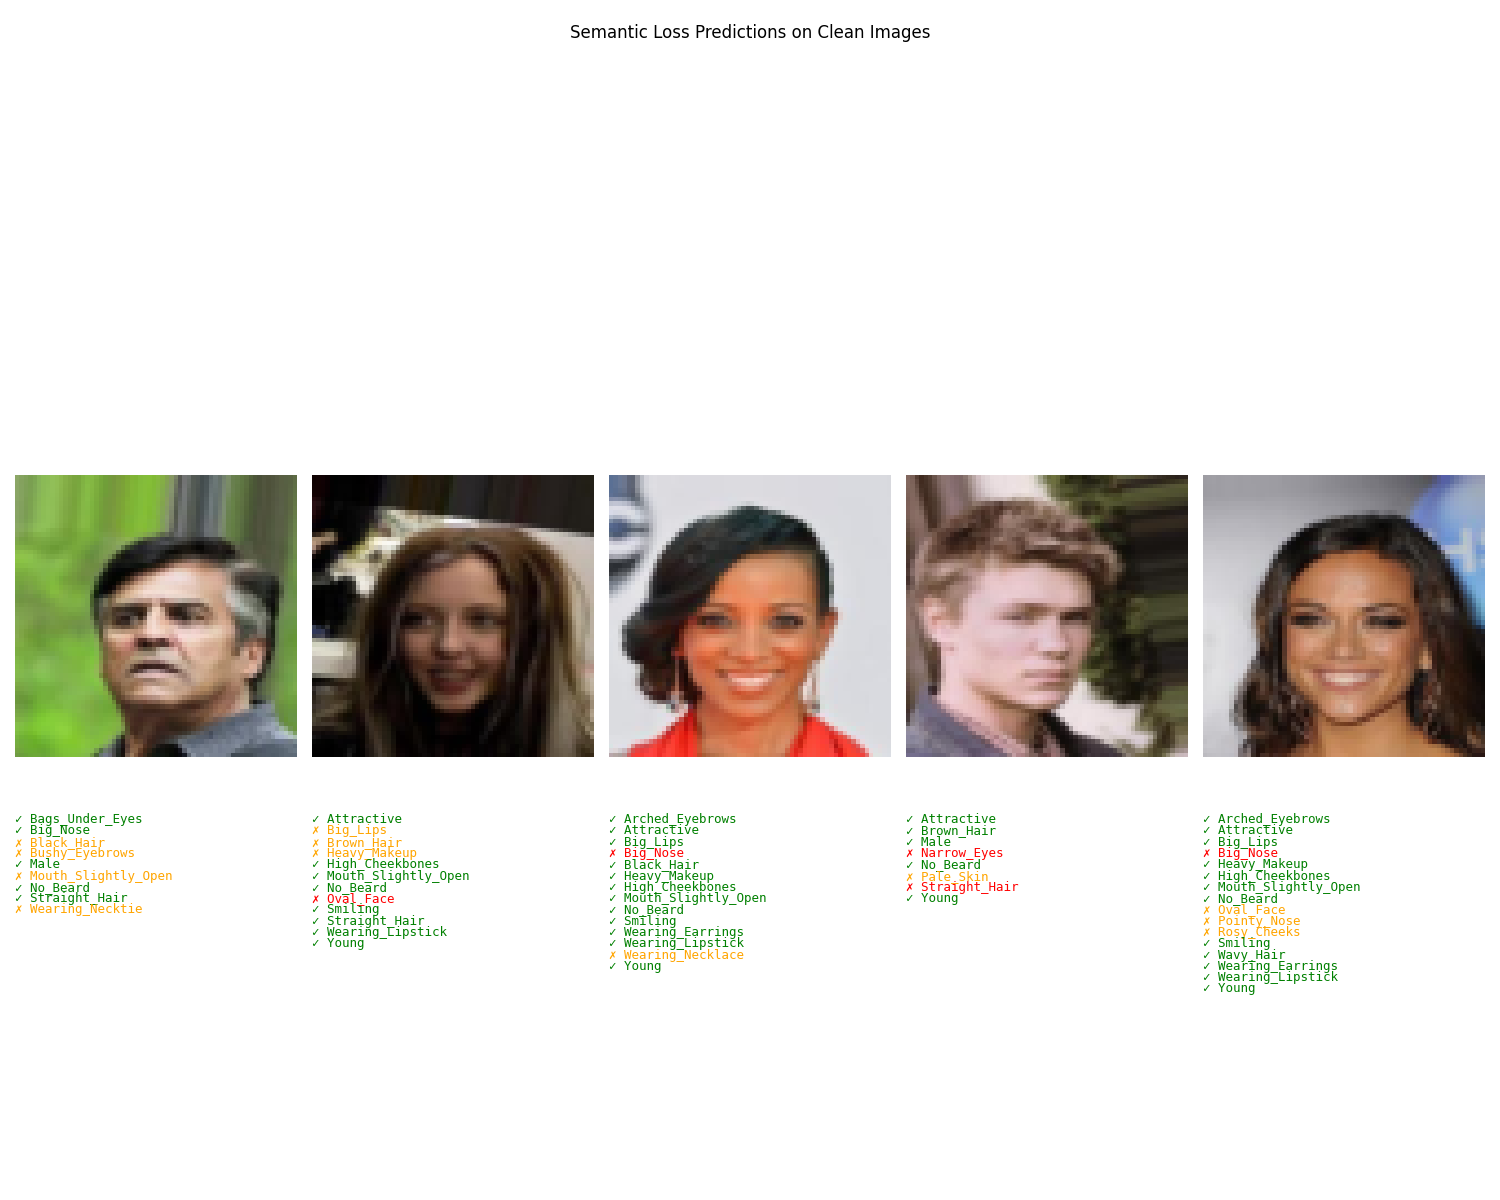 Semantic Loss Predictions on Clean Images
✓ Bags_Under_Eyes
✓ Big_Nose
✗ Black_Hair
✗ Bushy_Eyebrows
✓ Male
✗ Mouth_Slightly_Open
✓ No_Beard
✓ Straight_Hair
✗ Wearing_Necktie
✓ Attractive
✗ Big_Lips
✗ Brown_Hair
✗ Heavy_Makeup
✓ High_Cheekbones
✓ Mouth_Slightly_Open
✓ No_Beard
✗ Oval_Face
✓ Smiling
✓ Straight_Hair
✓ Wearing_Lipstick
✓ Young
✓ Arched_Eyebrows
✓ Attractive
✓ Big_Lips
✗ Big_Nose
✓ Black_Hair
✓ Heavy_Makeup
✓ High_Cheekbones
✓ Mouth_Slightly_Open
✓ No_Beard
✓ Smiling
✓ Wearing_Earrings
✓ Wearing_Lipstick
✗ Wearing_Necklace
✓ Young
✓ Attractive
✓ Brown_Hair
✓ Male
✗ Narrow_Eyes
✓ No_Beard
✗ Pale_Skin
✗ Straight_Hair
✓ Young
✓ Arched_Eyebrows
✓ Attractive
✓ Big_Lips
✗ Big_Nose
✓ Heavy_Makeup
✓ High_Cheekbones
✓ Mouth_Slightly_Open
✓ No_Beard
✗ Oval_Face
✗ Pointy_Nose
✗ Rosy_Cheeks
✓ Smiling
✓ Wavy_Hair
✓ Wearing_Earrings
✓ Wearing_Lipstick
✓ Young